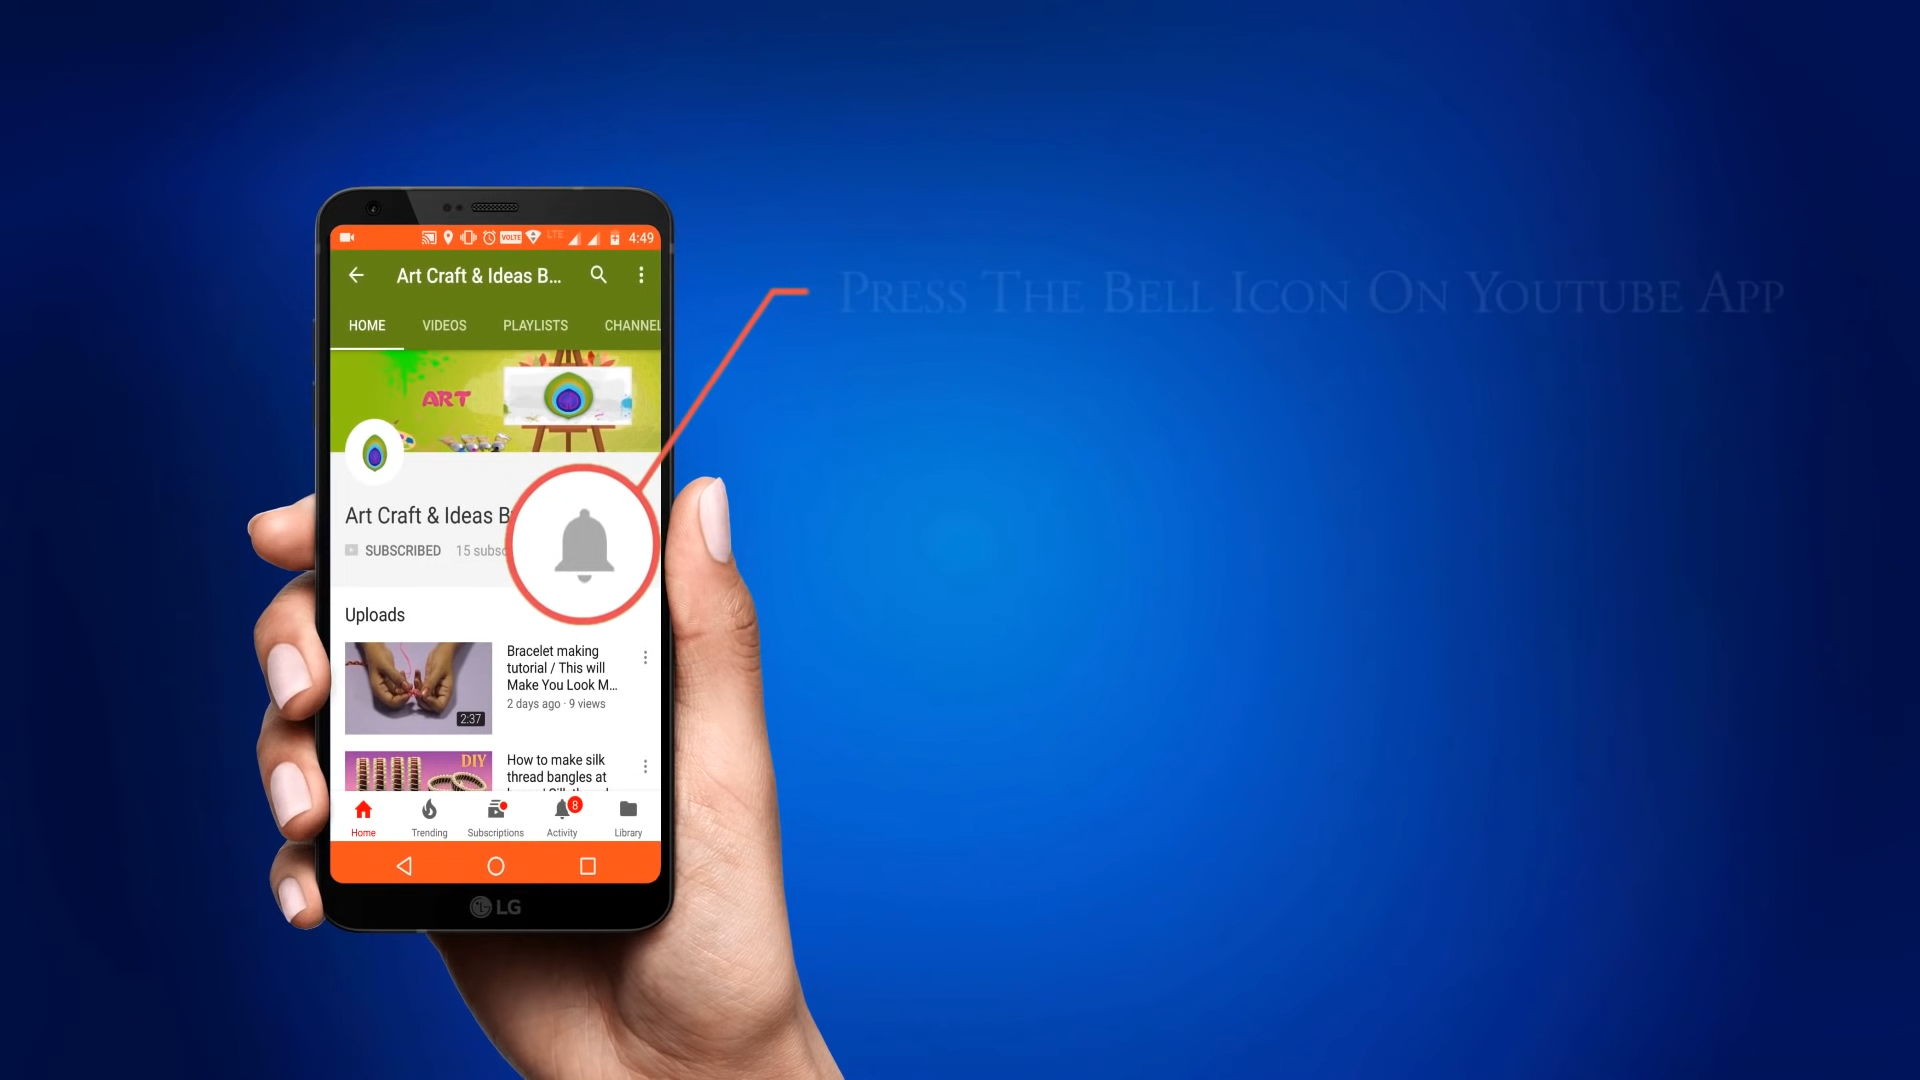 VOLTE LTE 4:49
Art Craft & Ideas B...
HOME VIDEOS PLAYLISTS CHANNEL
ART
Press The Bell Icon On Youtube App
Art Craft & Ideas B
SUBSCRIBED 15 subsc
Uploads
Bracelet making
tutorial / This will
Make You Look M...
2 days ago · 9 views
2:37
DIY
How to make silk
thread bangles at
8
Home Trending Subscriptions Activity Library
LG